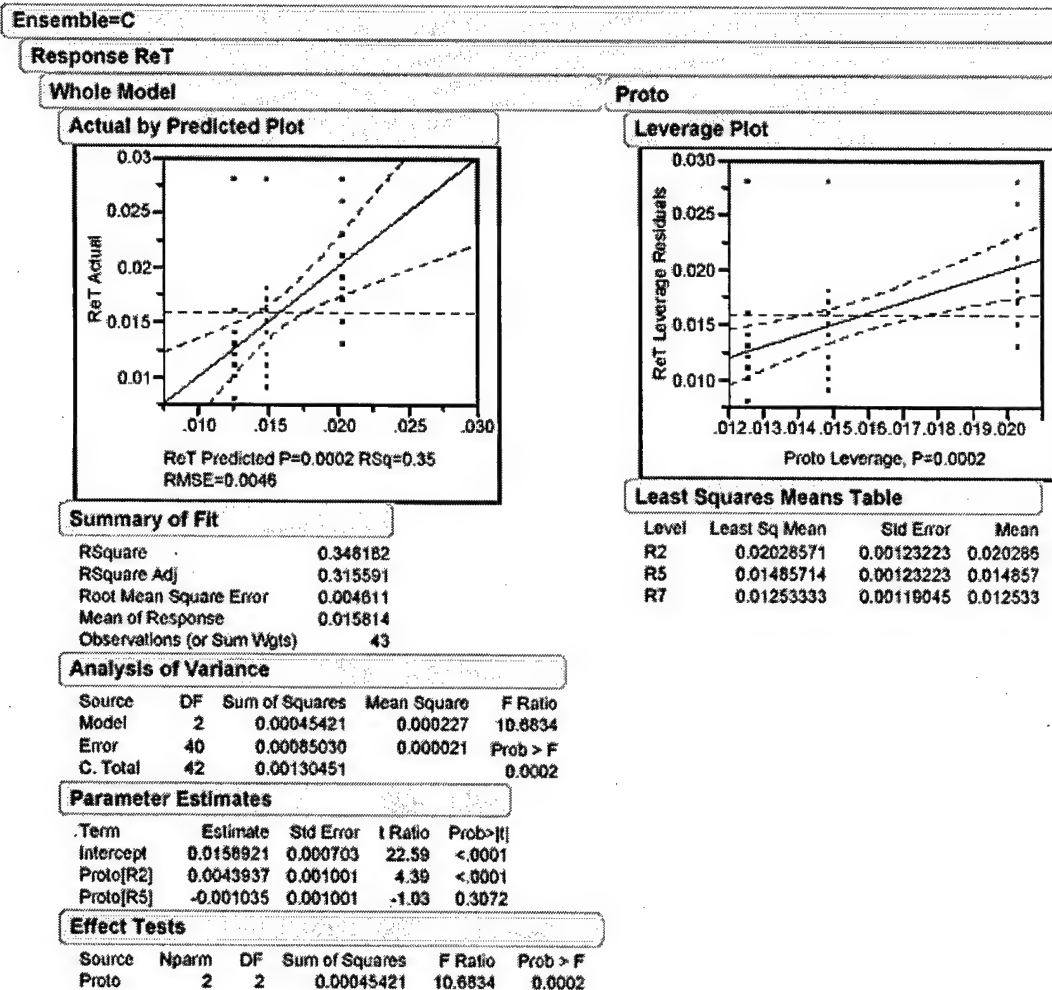 Ensemble=C
Response ReT
Whole Model
Actual by Predicted Plot
0.03
0.025
0.02
0.015
0.01
ReT Actual
.010 .015 .020 .025 .030
ReT Predicted P=0.0002 RSq=0.35
RMSE=0.0046
Summary of Fit
RSquare 0.348182
RSquare Adj 0.315591
Root Mean Square Error 0.004611
Mean of Response 0.015814
Observations (or Sum Wgts) 43
Analysis of Variance
Source DF Sum of Squares Mean Square F Ratio
Model 2 0.00045421 0.000227 10.6834
Error 40 0.00085030 0.000021 Prob > F
C. Total 42 0.00130451 0.0002
Parameter Estimates
Term Estimate Std Error t Ratio Prob>|t|
Intercept 0.0158921 0.000703 22.59 <.0001
Proto[R2] 0.0043937 0.001001 4.39 <.0001
Proto[R5] -0.001035 0.001001 -1.03 0.3072
Effect Tests
Source Nparm DF Sum of Squares F Ratio Prob > F
Proto 2 2 0.00045421 10.6834 0.0002
Proto
Leverage Plot
0.030
0.025
0.020
0.015
0.010
ReT Leverage Residuals
.012.013.014 .015.016.017.018.019.020
Proto Leverage, P=0.0002
Least Squares Means Table
Level Least Sq Mean Std Error Mean
R2 0.02028571 0.00123223 0.020286
R5 0.01485714 0.00123223 0.014857
R7 0.01253333 0.00119045 0.012533